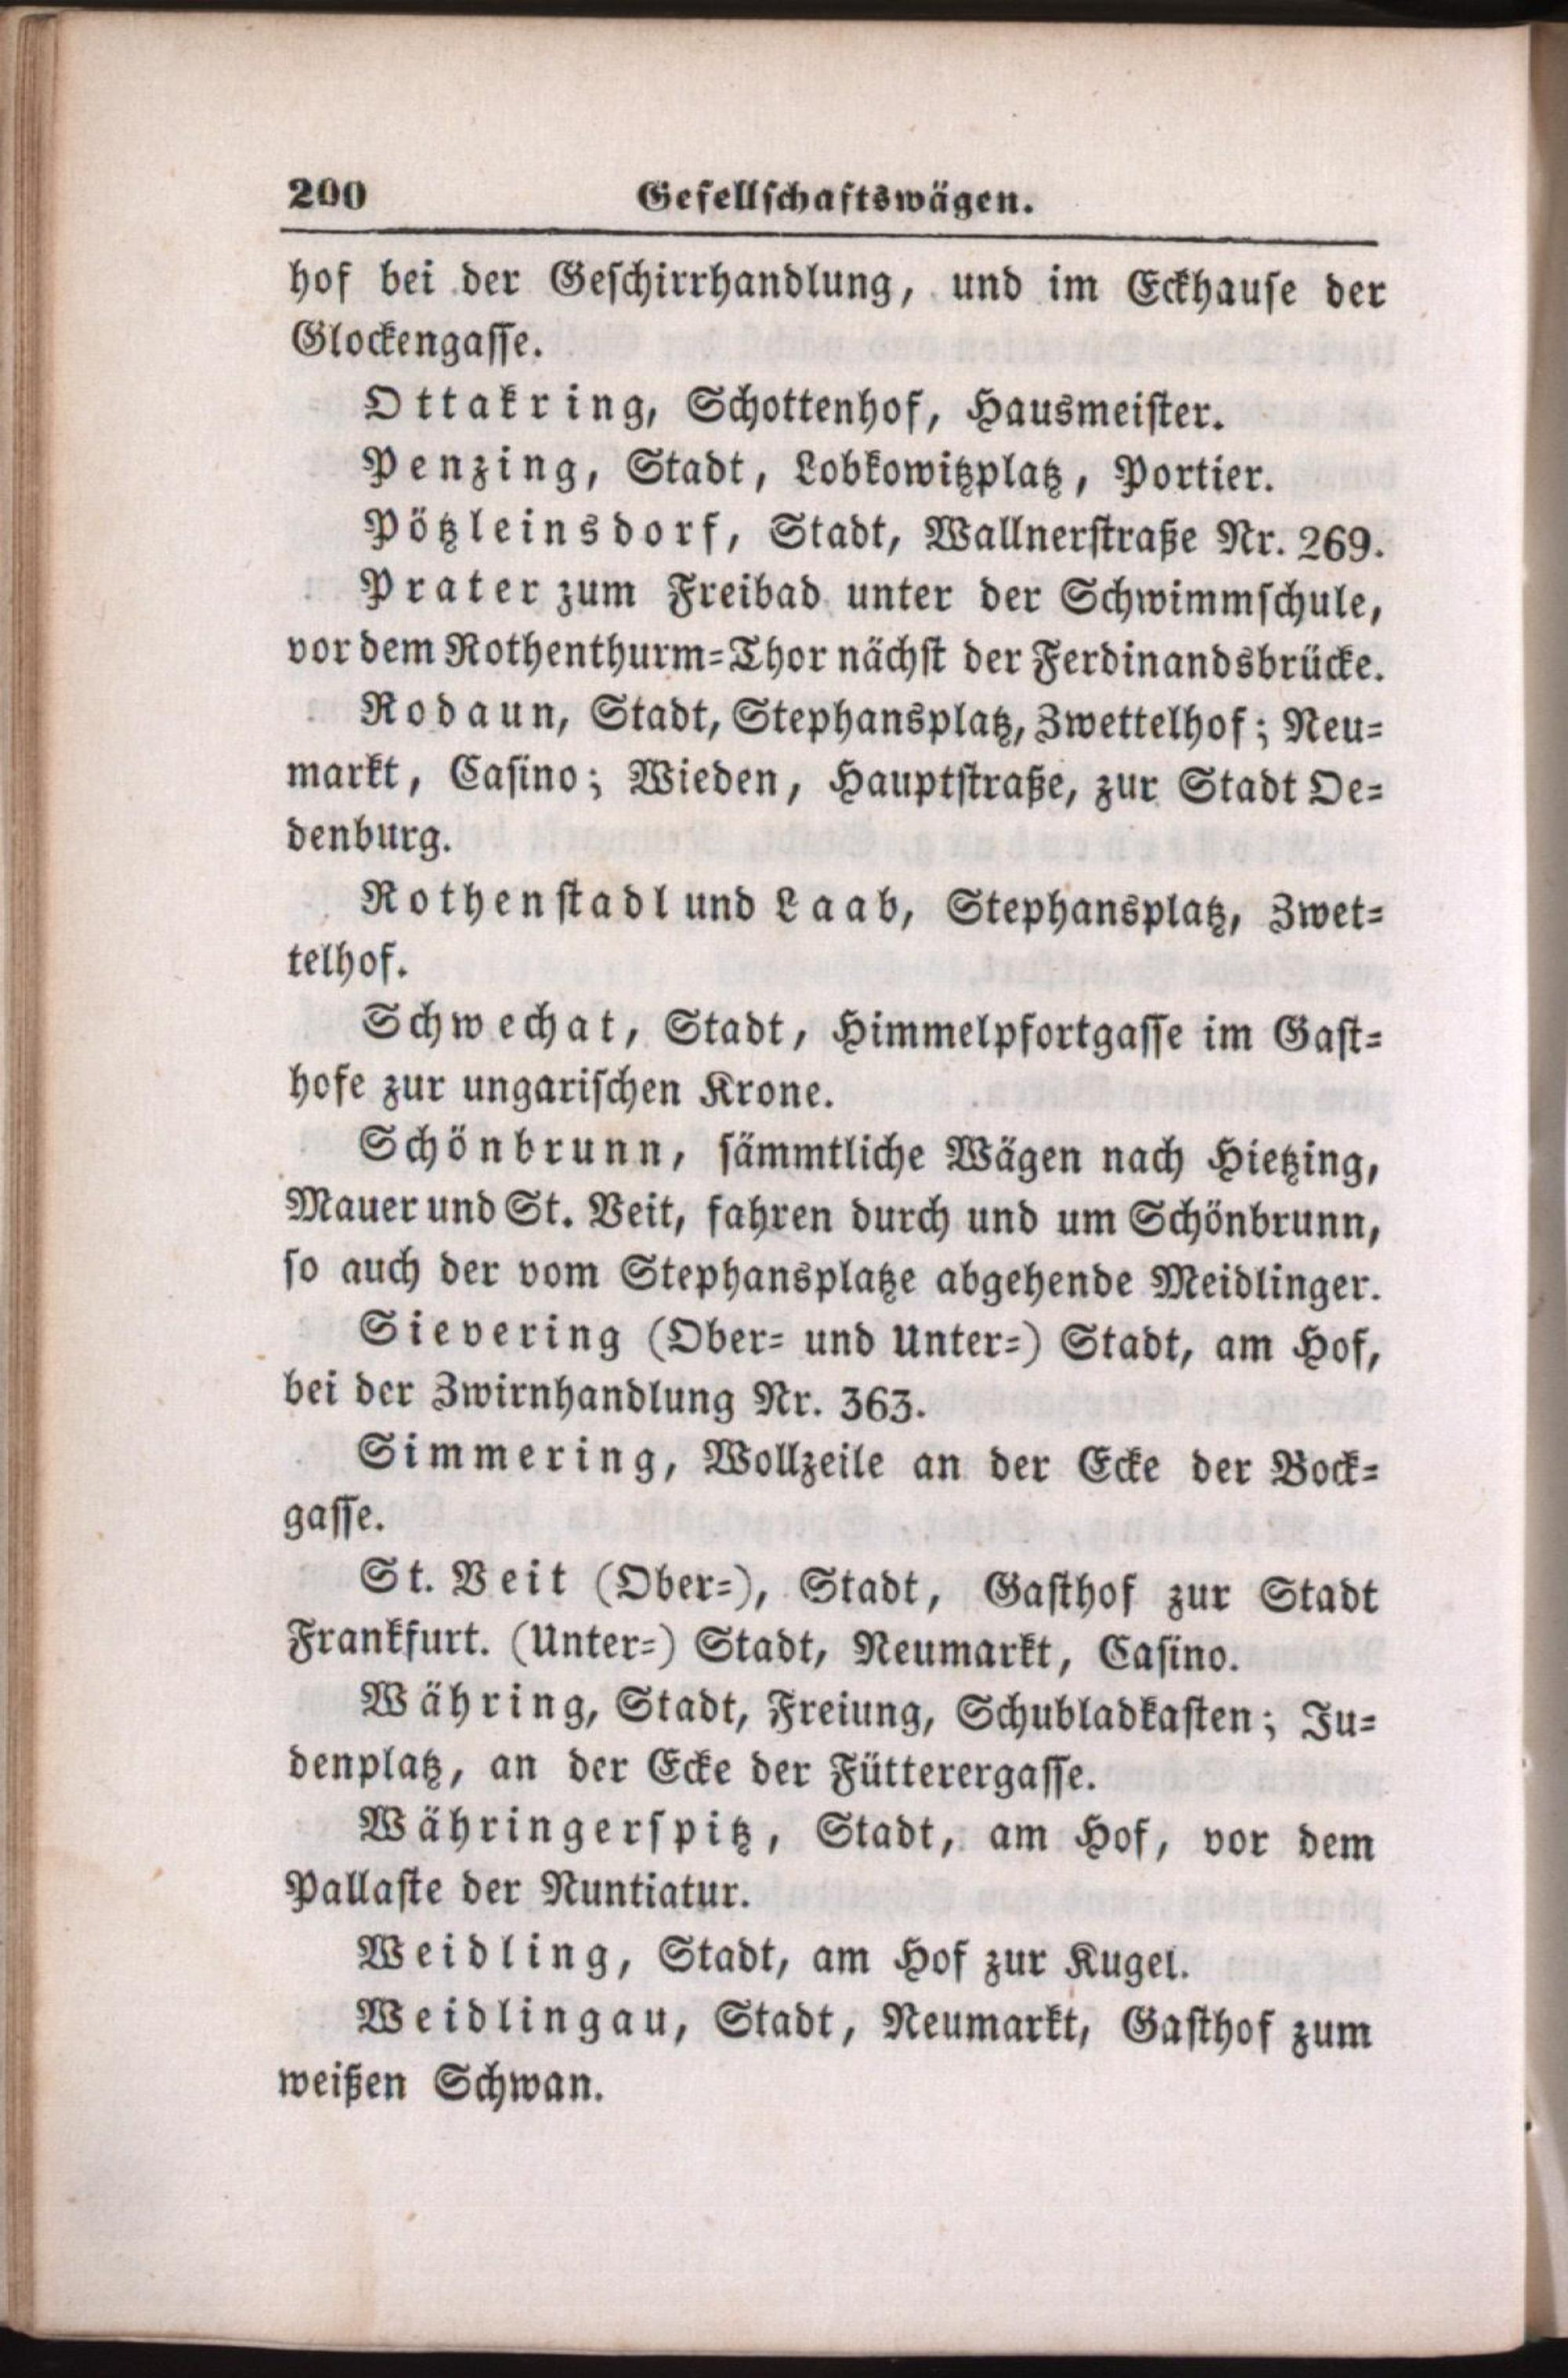 200 Gesellschaftswägen.
hof bei der Geschirrhandlung, und im Eckhause der
Glockengasse.
Ottakring, Schottenhof, Hausmeister.
Penzing, Stadt, Lobkowitzplatz, Portier.
Pötzleinsdorf, Stadt, Wallnerstraße Nr. 269.
Prater zum Freibad unter der Schwimmschule,
vor dem Rothenthurm-Thor nächst der Ferdinandsbrücke.
Rodaun, Stadt, Stephansplatz, Zwettelhof; Neu-
markt, Casino; Wieden, Hauptstraße, zur Stadt Oe-
denburg.
Rothenstadl und Laab, Stephansplatz, Zwet-
telhof.
Schwechat, Stadt, Himmelpfortgasse im Gast-
hofe zur ungarischen Krone.
Schönbrunn, sämmtliche Wägen nach Hietzing,
Mauer und St. Veit, fahren durch und um Schönbrunn,
so auch der vom Stephansplatze abgehende Meidlinger.
Sievering (Ober- und Unter-) Stadt, am Hof,
bei der Zwirnhandlung Nr. 363.
Simmering, Wollzeile an der Ecke der Bock-
gasse.
St. Veit (Ober-), Stadt, Gasthof zur Stadt
Frankfurt. (Unter-) Stadt, Neumarkt, Casino.
Währing, Stadt, Freiung, Schubladkasten; Ju-
denplatz, an der Ecke der Fütterergasse.
Währingerspitz, Stadt, am Hof, vor dem
Pallaste der Nuntiatur.
Weidling, Stadt, am Hof zur Kugel.
Weidlingau, Stadt, Neumarkt, Gasthof zum
weißen Schwan.